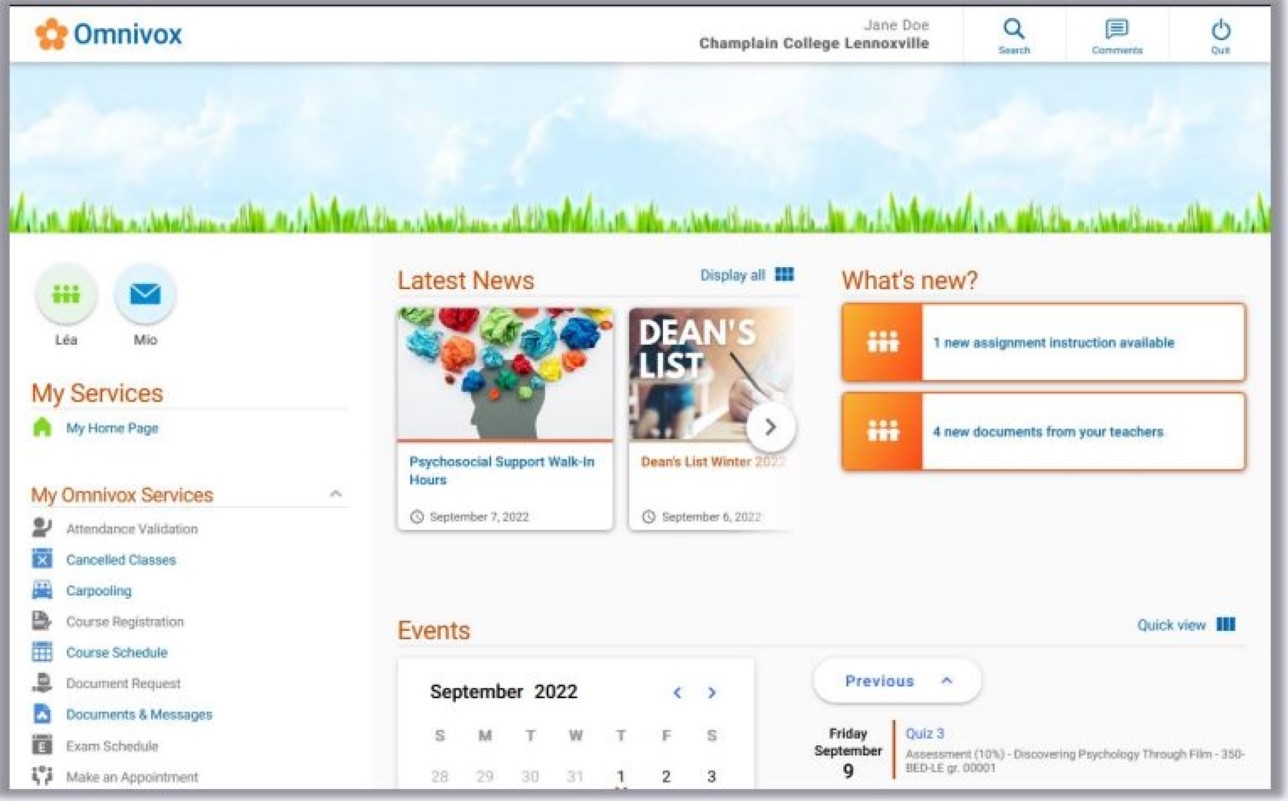 Omnivox
Jane Doe
Champlain College Lennoxville
Search
Comments
Quit
Léa
Mio
My Services
My Home Page
My Omnivox Services
Attendance Validation
Cancelled Classes
Carpooling
Course Registration
Course Schedule
Document Request
Documents & Messages
Exam Schedule
Make an Appointment
Latest News
Display all
Psychosocial Support Walk-In
Hours
September 7, 2022
DEAN'S
LIST
Dean's List Winter 2022
September 6, 2022
What's new?
1 new assignment instruction available
4 new documents from your teachers
Events
Quick view
September 2022
S M T W T F S
28 29 30 31 1 2 3
Previous
Friday
September
9
Quiz 3
Assessment (10%) - Discovering Psychology Through Film - 350-
BED-LE gr. 00001